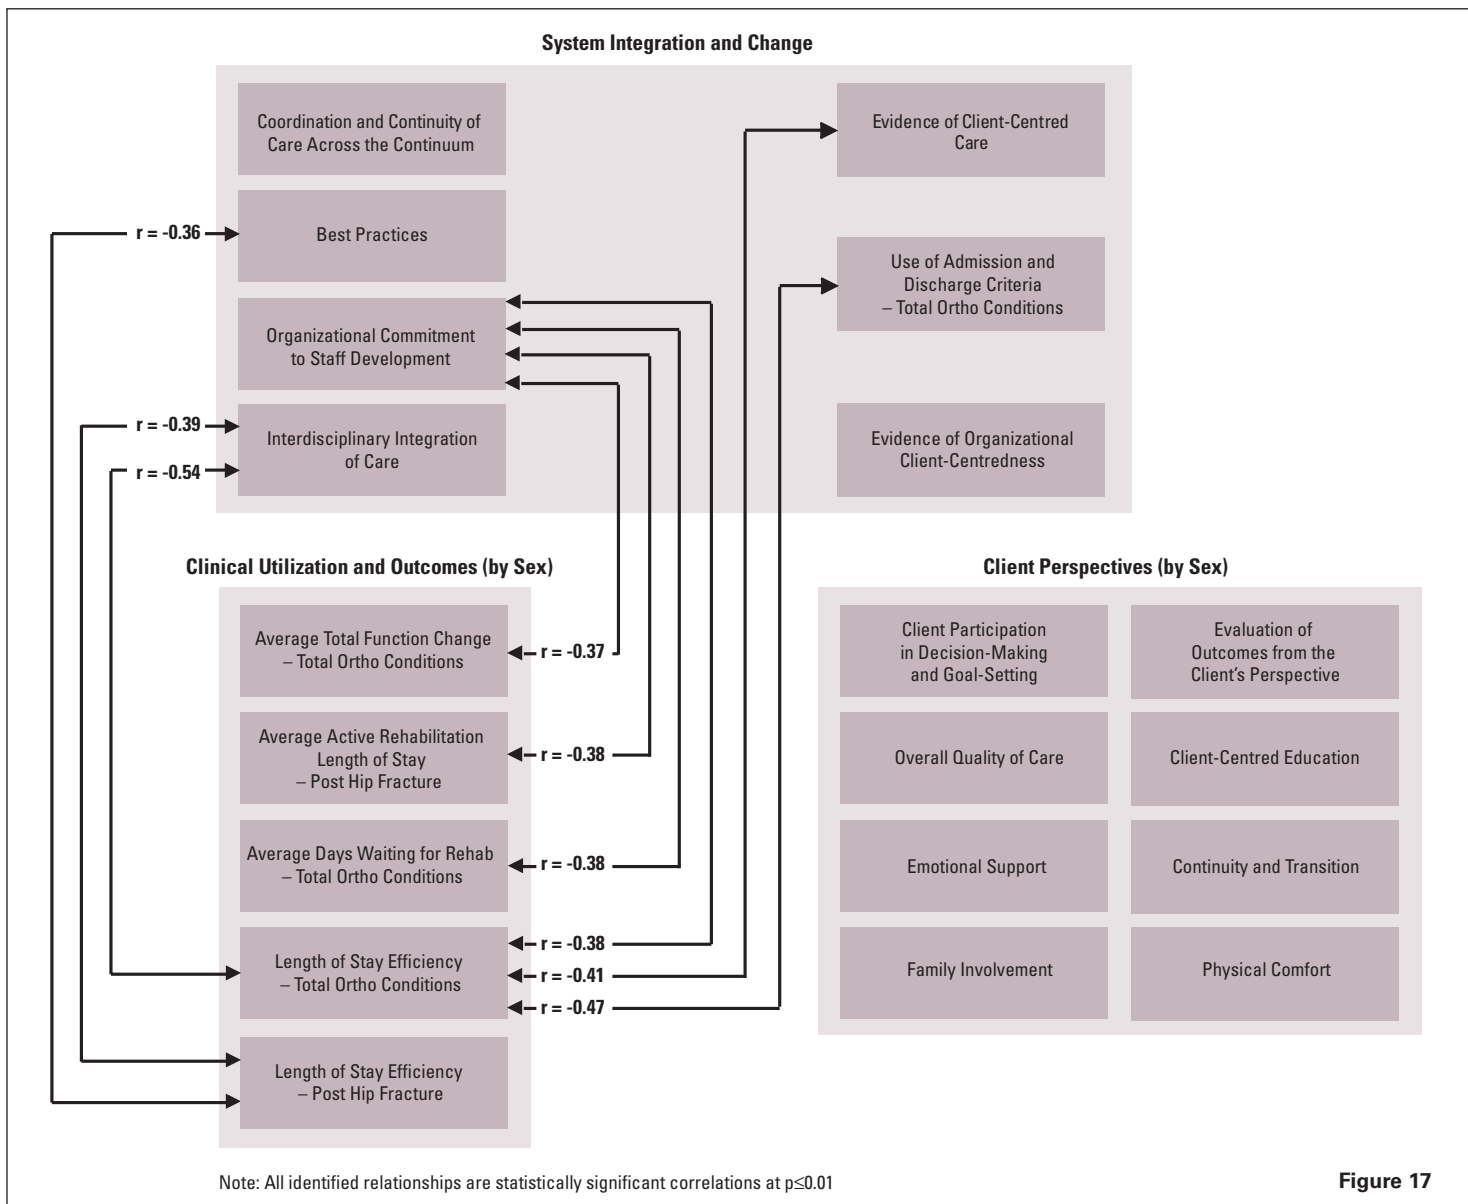 System Integration and Change
Coordination and Continuity of
Care Across the Continuum
Evidence of Client-Centred
Care
r = -0.36
Best Practices
Use of Admission and
Discharge Criteria
– Total Ortho Conditions
Organizational Commitment
to Staff Development
r = -0.39
r = -0.54
Interdisciplinary Integration
of Care
Evidence of Organizational
Client-Centredness
Clinical Utilization and Outcomes (by Sex)
Average Total Function Change
– Total Ortho Conditions
r = -0.37
Average Active Rehabilitation
Length of Stay
– Post Hip Fracture
r = -0.38
Average Days Waiting for Rehab
– Total Ortho Conditions
r = -0.38
Length of Stay Efficiency
– Total Ortho Conditions
r = -0.38
r = -0.41
r = -0.47
Length of Stay Efficiency
– Post Hip Fracture
Client Perspectives (by Sex)
Client Participation
in Decision-Making
and Goal-Setting
Evaluation of
Outcomes from the
Client's Perspective
Overall Quality of Care
Client-Centred Education
Emotional Support
Continuity and Transition
Family Involvement
Physical Comfort
Note: All identified relationships are statistically significant correlations at p≤0.01
Figure 17